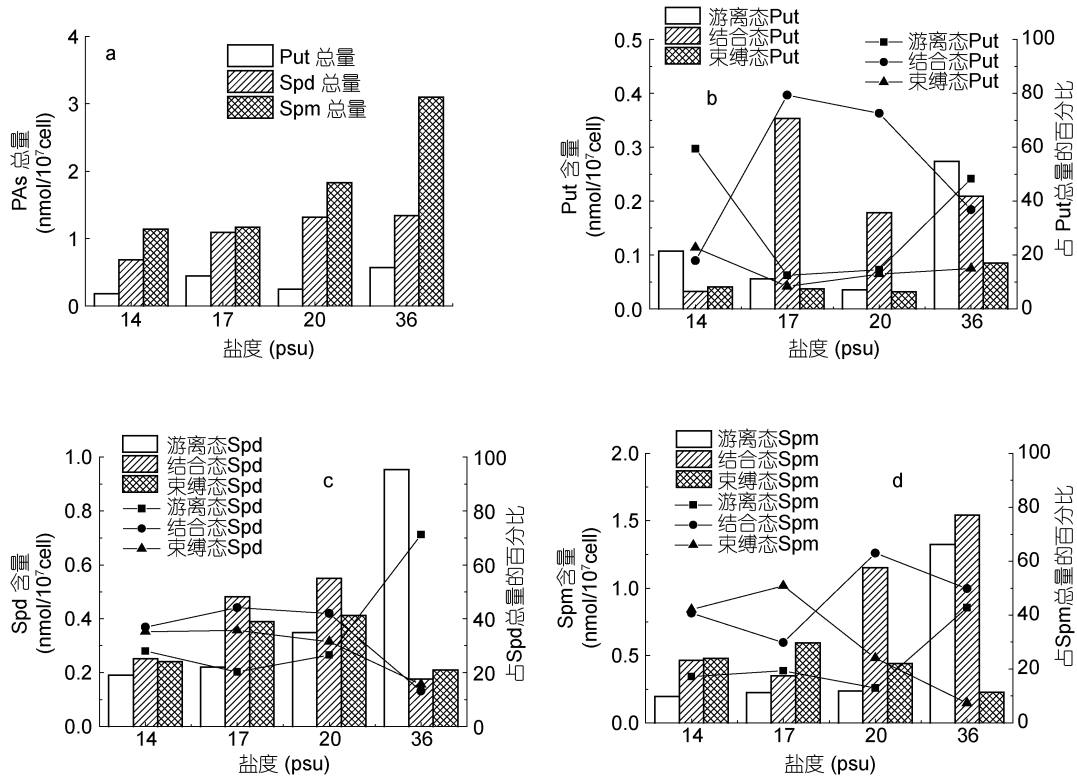 a
Put 总量
Spd 总量
Spm 总量
4
3
2
1
0
PAs 总量
(nmol/10⁷cell)
14 17 20 36
盐度 (psu)
游离态Put
结合态Put
束缚态Put
游离态Put
结合态Put
束缚态Put
b
0.5
0.4
0.3
0.2
0.1
0.0
Put 含量
(nmol/10⁷cell)
100
80
60
40
20
0
占 Put总量的百分比
14 17 20 36
盐度 (psu)
游离态Spd
结合态Spd
束缚态Spd
游离态Spd
结合态Spd
束缚态Spd
c
1.0
0.8
0.6
0.4
0.2
0.0
Spd 含量
(nmol/10⁷cell)
100
80
60
40
20
0
占Spd总量的百分比
14 17 20 36
盐度 (psu)
游离态Spm
结合态Spm
束缚态Spm
游离态Spm
结合态Spm
束缚态Spm
d
2.0
1.5
1.0
0.5
0.0
Spm含量
(nmol/10⁷cell)
100
80
60
40
20
0
占Spm总量的百分比
14 17 20 36
盐度 (psu)